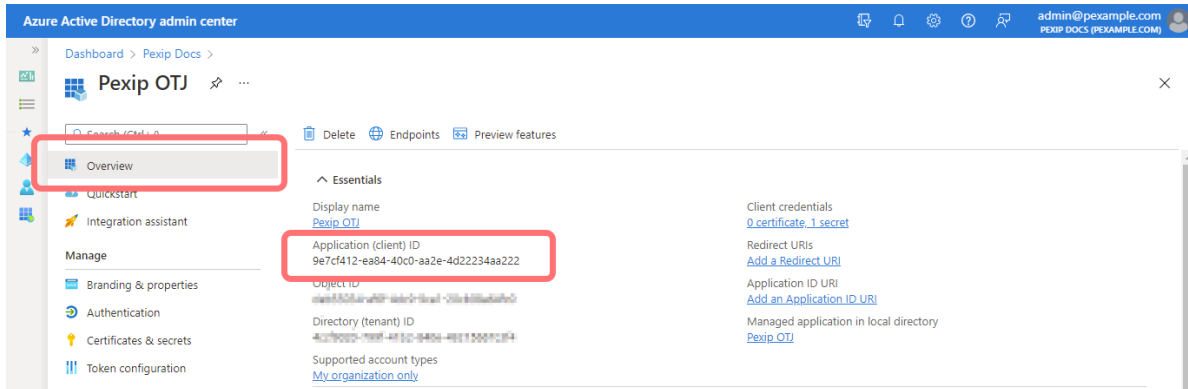 Azure Active Directory admin center
admin@pexample.com
PEXIP DOCS (PEXAMPLE.COM)
Dashboard > Pexip Docs >
Pexip OTJ
Search (Ctrl+/)
Overview
Quickstart
Integration assistant
Manage
Branding & properties
Authentication
Certificates & secrets
Token configuration
Delete
Endpoints
Preview features
Essentials
Display name
Pexip OTJ
Application (client) ID
9e7cf412-ea84-40c0-aa2e-4d22234aa222
Object ID
Directory (tenant) ID
Supported account types
My organization only
Client credentials
0 certificate, 1 secret
Redirect URIs
Add a Redirect URI
Application ID URI
Add an Application ID URI
Managed application in local directory
Pexip OTJ